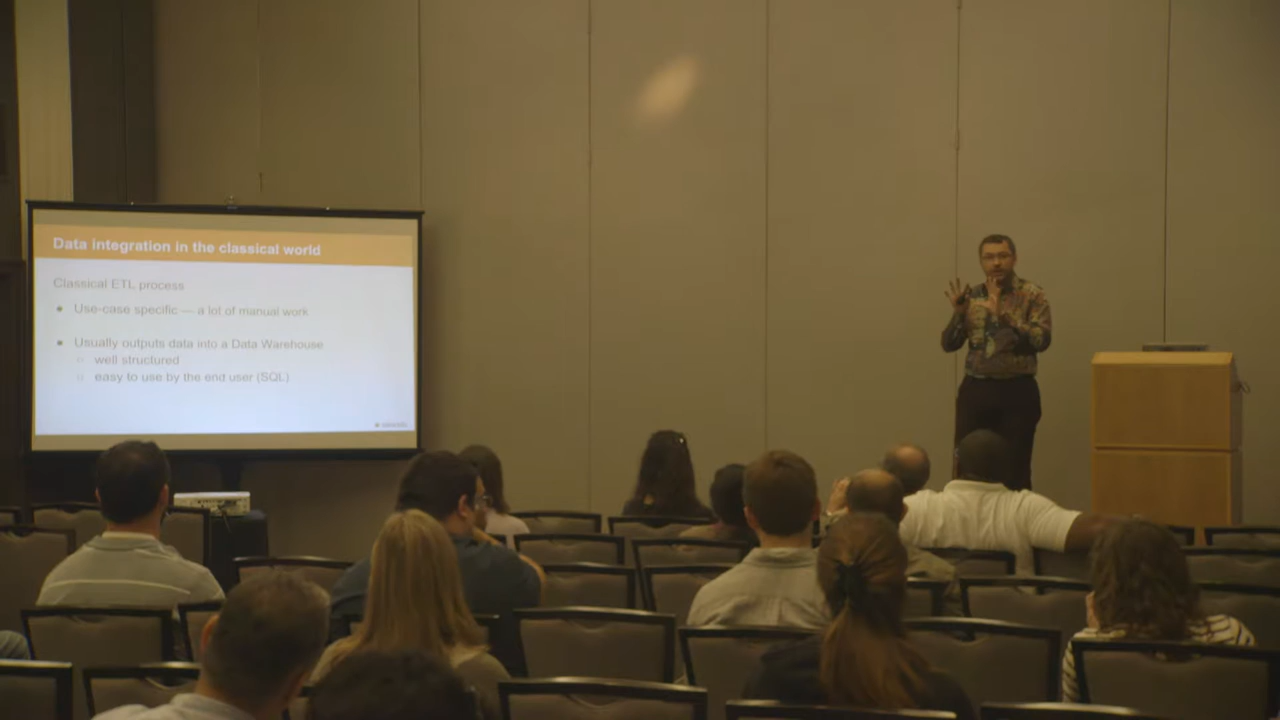 Data integration in the classical world
Classical ETL process
● Use-case specific — a lot of manual work
● Usually outputs data into a Data Warehouse
○ well structured
○ easy to use by the end user (SQL)